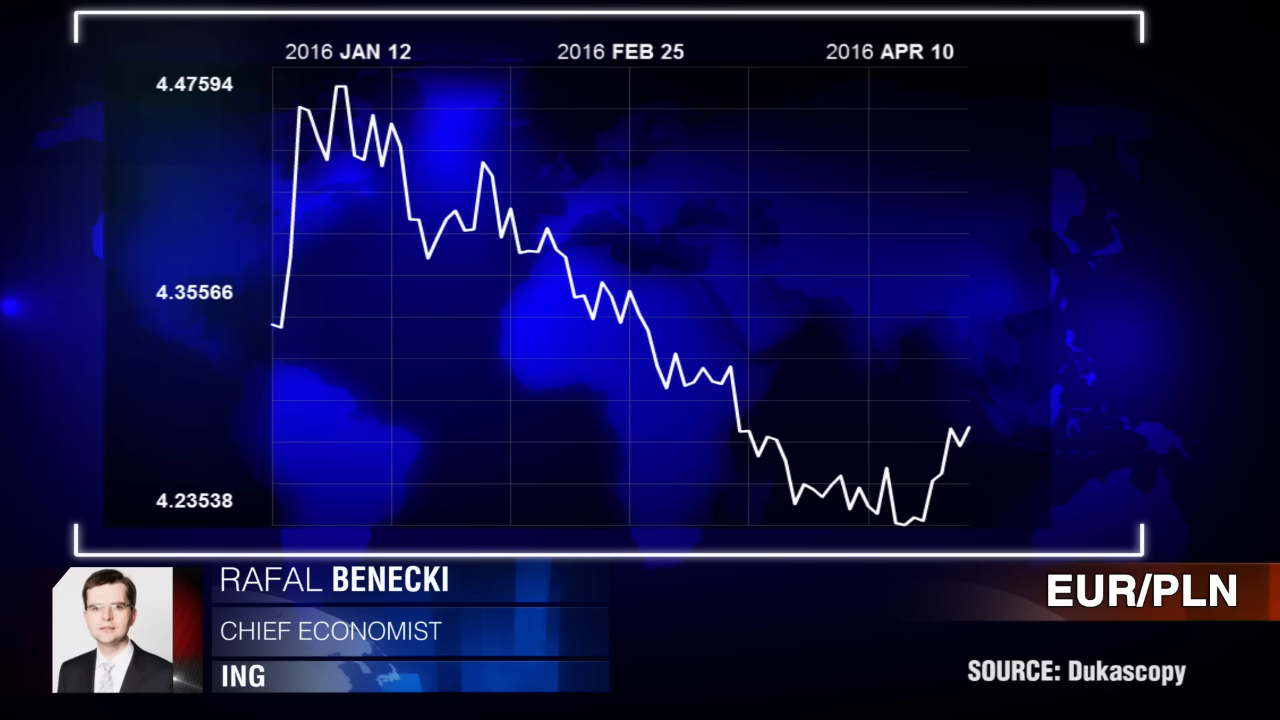 2016 JAN 12
2016 FEB 25
2016 APR 10
4.47594
4.35566
4.23538
RAFAL BENECKI
CHIEF ECONOMIST
ING
EUR/PLN
SOURCE: Dukascopy